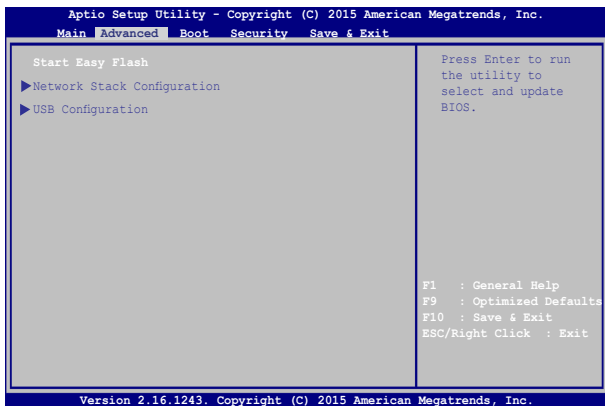 Aptio Setup Utility - Copyright (C) 2015 American Megatrends, Inc.
Main Advanced Boot Security Save & Exit
Start Easy Flash
Network Stack Configuration
USB Configuration
Press Enter to run
the utility to
select and update
BIOS.
F1 : General Help
F9 : Optimized Defaults
F10 : Save & Exit
ESC/Right Click : Exit
Version 2.16.1243. Copyright (C) 2015 American Megatrends, Inc.